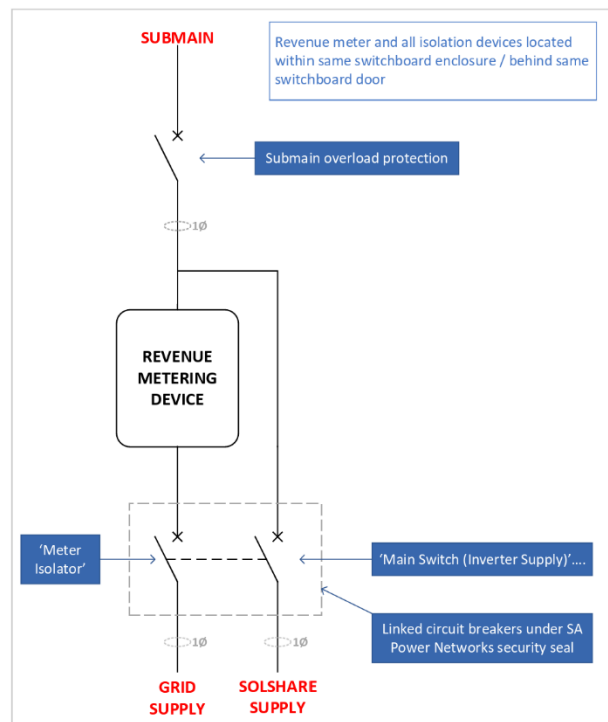 SUBMAIN
Revenue meter and all isolation devices located
within same switchboard enclosure / behind same
switchboard door
Submain overload protection
1Ø
REVENUE
METERING
DEVICE
'Meter
Isolator'
'Main Switch (Inverter Supply)'....
Linked circuit breakers under SA
Power Networks security seal
1Ø
1Ø
GRID
SUPPLY
SOLSHARE
SUPPLY